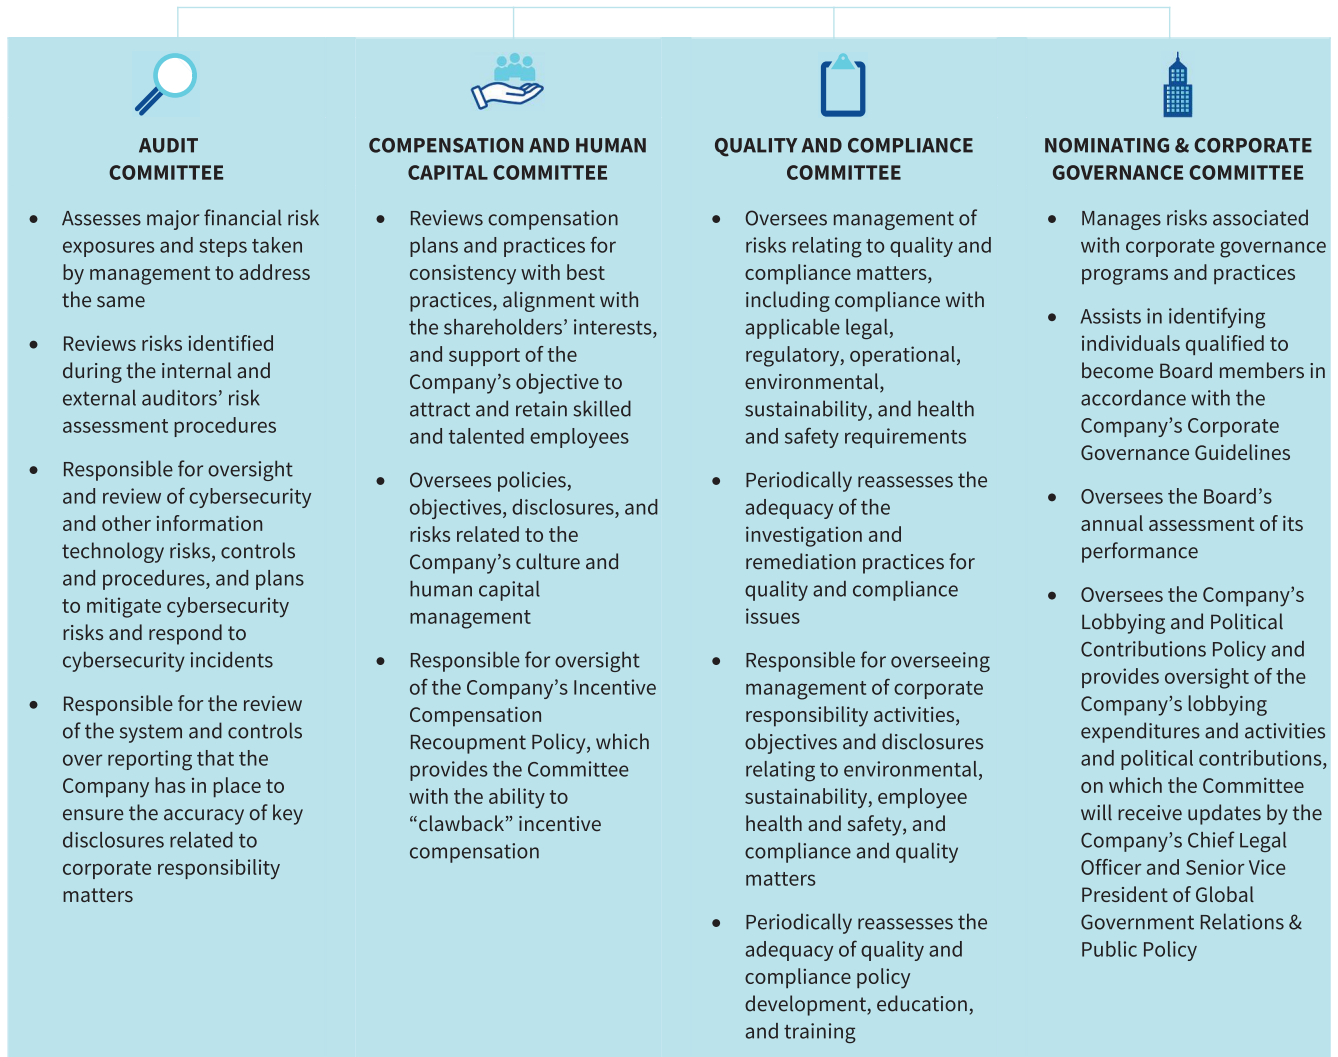 AUDIT
COMMITTEE
• Assesses major financial risk
exposures and steps taken
by management to address
the same
• Reviews risks identified
during the internal and
external auditors’ risk
assessment procedures
• Responsible for oversight
and review of cybersecurity
and other information
technology risks, controls
and procedures, and plans
to mitigate cybersecurity
risks and respond to
cybersecurity incidents
• Responsible for the review
of the system and controls
over reporting that the
Company has in place to
ensure the accuracy of key
disclosures related to
corporate responsibility
matters
COMPENSATION AND HUMAN
CAPITAL COMMITTEE
• Reviews compensation
plans and practices for
consistency with best
practices, alignment with
the shareholders’ interests,
and support of the
Company’s objective to
attract and retain skilled
and talented employees
• Oversees policies,
objectives, disclosures, and
risks related to the
Company’s culture and
human capital
management
• Responsible for oversight
of the Company’s Incentive
Compensation
Recoupment Policy, which
provides the Committee
with the ability to
“clawback” incentive
compensation
QUALITY AND COMPLIANCE
COMMITTEE
• Oversees management of
risks relating to quality and
compliance matters,
including compliance with
applicable legal,
regulatory, operational,
environmental,
sustainability, and health
and safety requirements
• Periodically reassesses the
adequacy of the
investigation and
remediation practices for
quality and compliance
issues
• Responsible for overseeing
management of corporate
responsibility activities,
objectives and disclosures
relating to environmental,
sustainability, employee
health and safety, and
compliance and quality
matters
• Periodically reassesses the
adequacy of quality and
compliance policy
development, education,
and training
NOMINATING & CORPORATE
GOVERNANCE COMMITTEE
• Manages risks associated
with corporate governance
programs and practices
• Assists in identifying
individuals qualified to
become Board members in
accordance with the
Company’s Corporate
Governance Guidelines
• Oversees the Board’s
annual assessment of its
performance
• Oversees the Company’s
Lobbying and Political
Contributions Policy and
provides oversight of the
Company’s lobbying
expenditures and activities
and political contributions,
on which the Committee
will receive updates by the
Company’s Chief Legal
Officer and Senior Vice
President of Global
Government Relations &
Public Policy